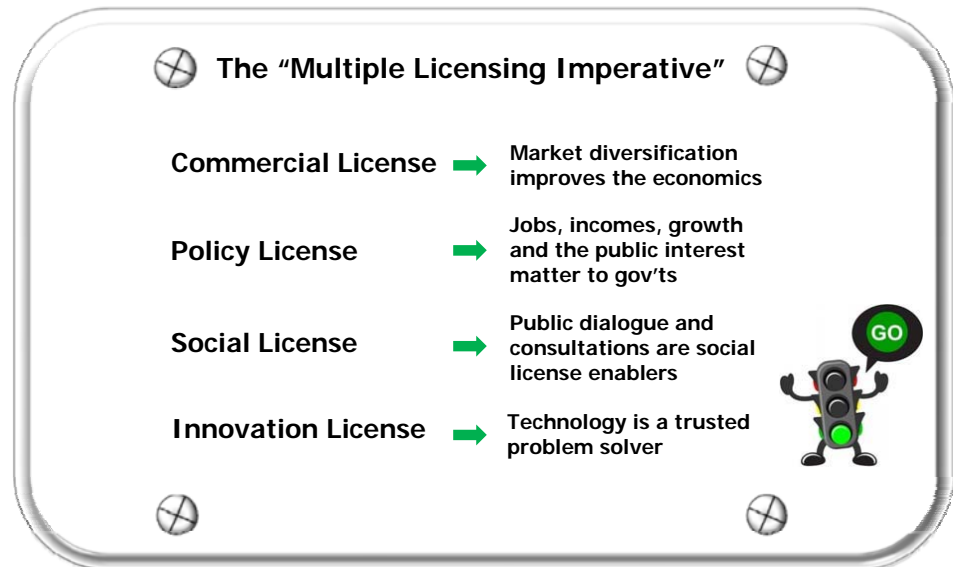 The “Multiple Licensing Imperative”
Commercial License
Market diversification
improves the economics
Policy License
Jobs, incomes, growth
and the public interest
matter to gov'ts
Social License
Public dialogue and
consultations are social
license enablers
GO
Innovation License
Technology is a trusted
problem solver